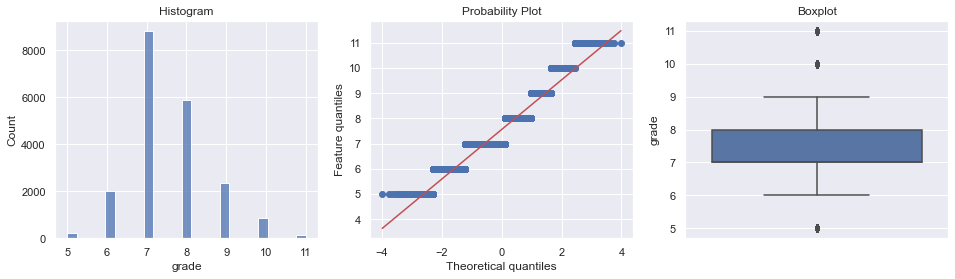 Histogram
Count
8000
6000
4000
2000
0
5 6 7 8 9 10 11
grade
Probability Plot
Feature quantiles
11
10
9
8
7
6
5
4
−4 −2 0 2 4
Theoretical quantiles
Boxplot
grade
11
10
9
8
7
6
5